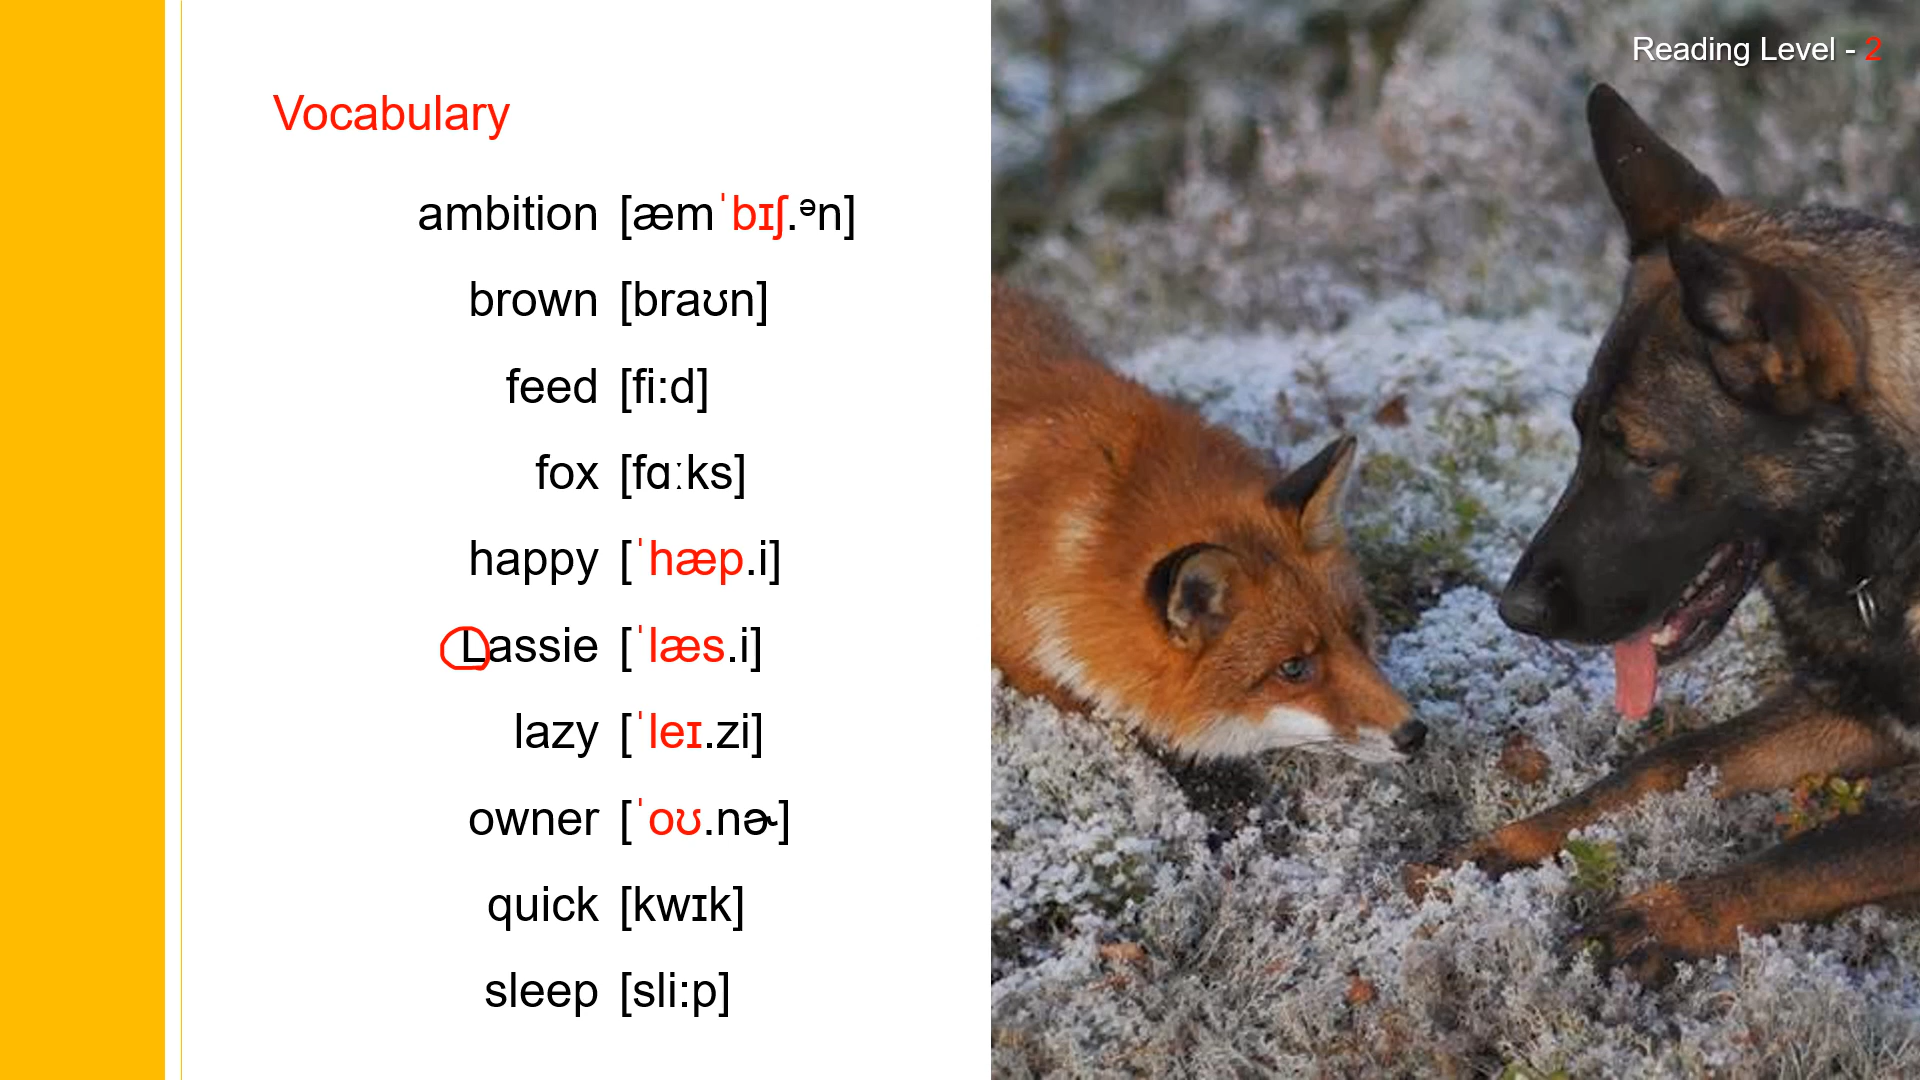 Reading Level - 2
Vocabulary
ambition [æmˈbɪʃ.ᵊn]
brown [braʊn]
feed [fi:d]
fox [fɑːks]
happy [ˈhæp.i]
Lassie [ˈlæs.i]
lazy [ˈleɪ.zi]
owner [ˈoʊ.nɚ]
quick [kwɪk]
sleep [sli:p]